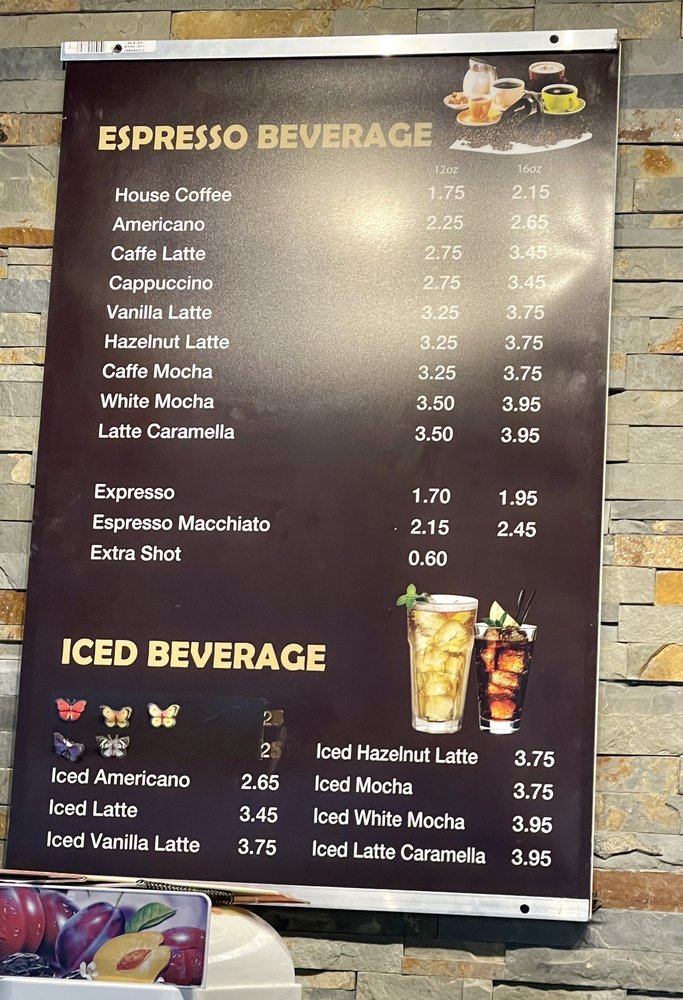 ESPRESSO BEVERAGE
12oz 16oz
House Coffee 1.75 2.15
Americano 2.25 2.65
Caffe Latte 2.75 3.45
Cappuccino 2.75 3.45
Vanilla Latte 3.25 3.75
Hazelnut Latte 3.25 3.75
Caffe Mocha 3.25 3.75
White Mocha 3.50 3.95
Latte Caramella 3.50 3.95
Expresso 1.70 1.95
Espresso Macchiato 2.15 2.45
Extra Shot 0.60
ICED BEVERAGE
25
Iced Americano 2.65
Iced Latte 3.45
Iced Vanilla Latte 3.75
Iced Hazelnut Latte 3.75
Iced Mocha 3.75
Iced White Mocha 3.95
Iced Latte Caramella 3.95